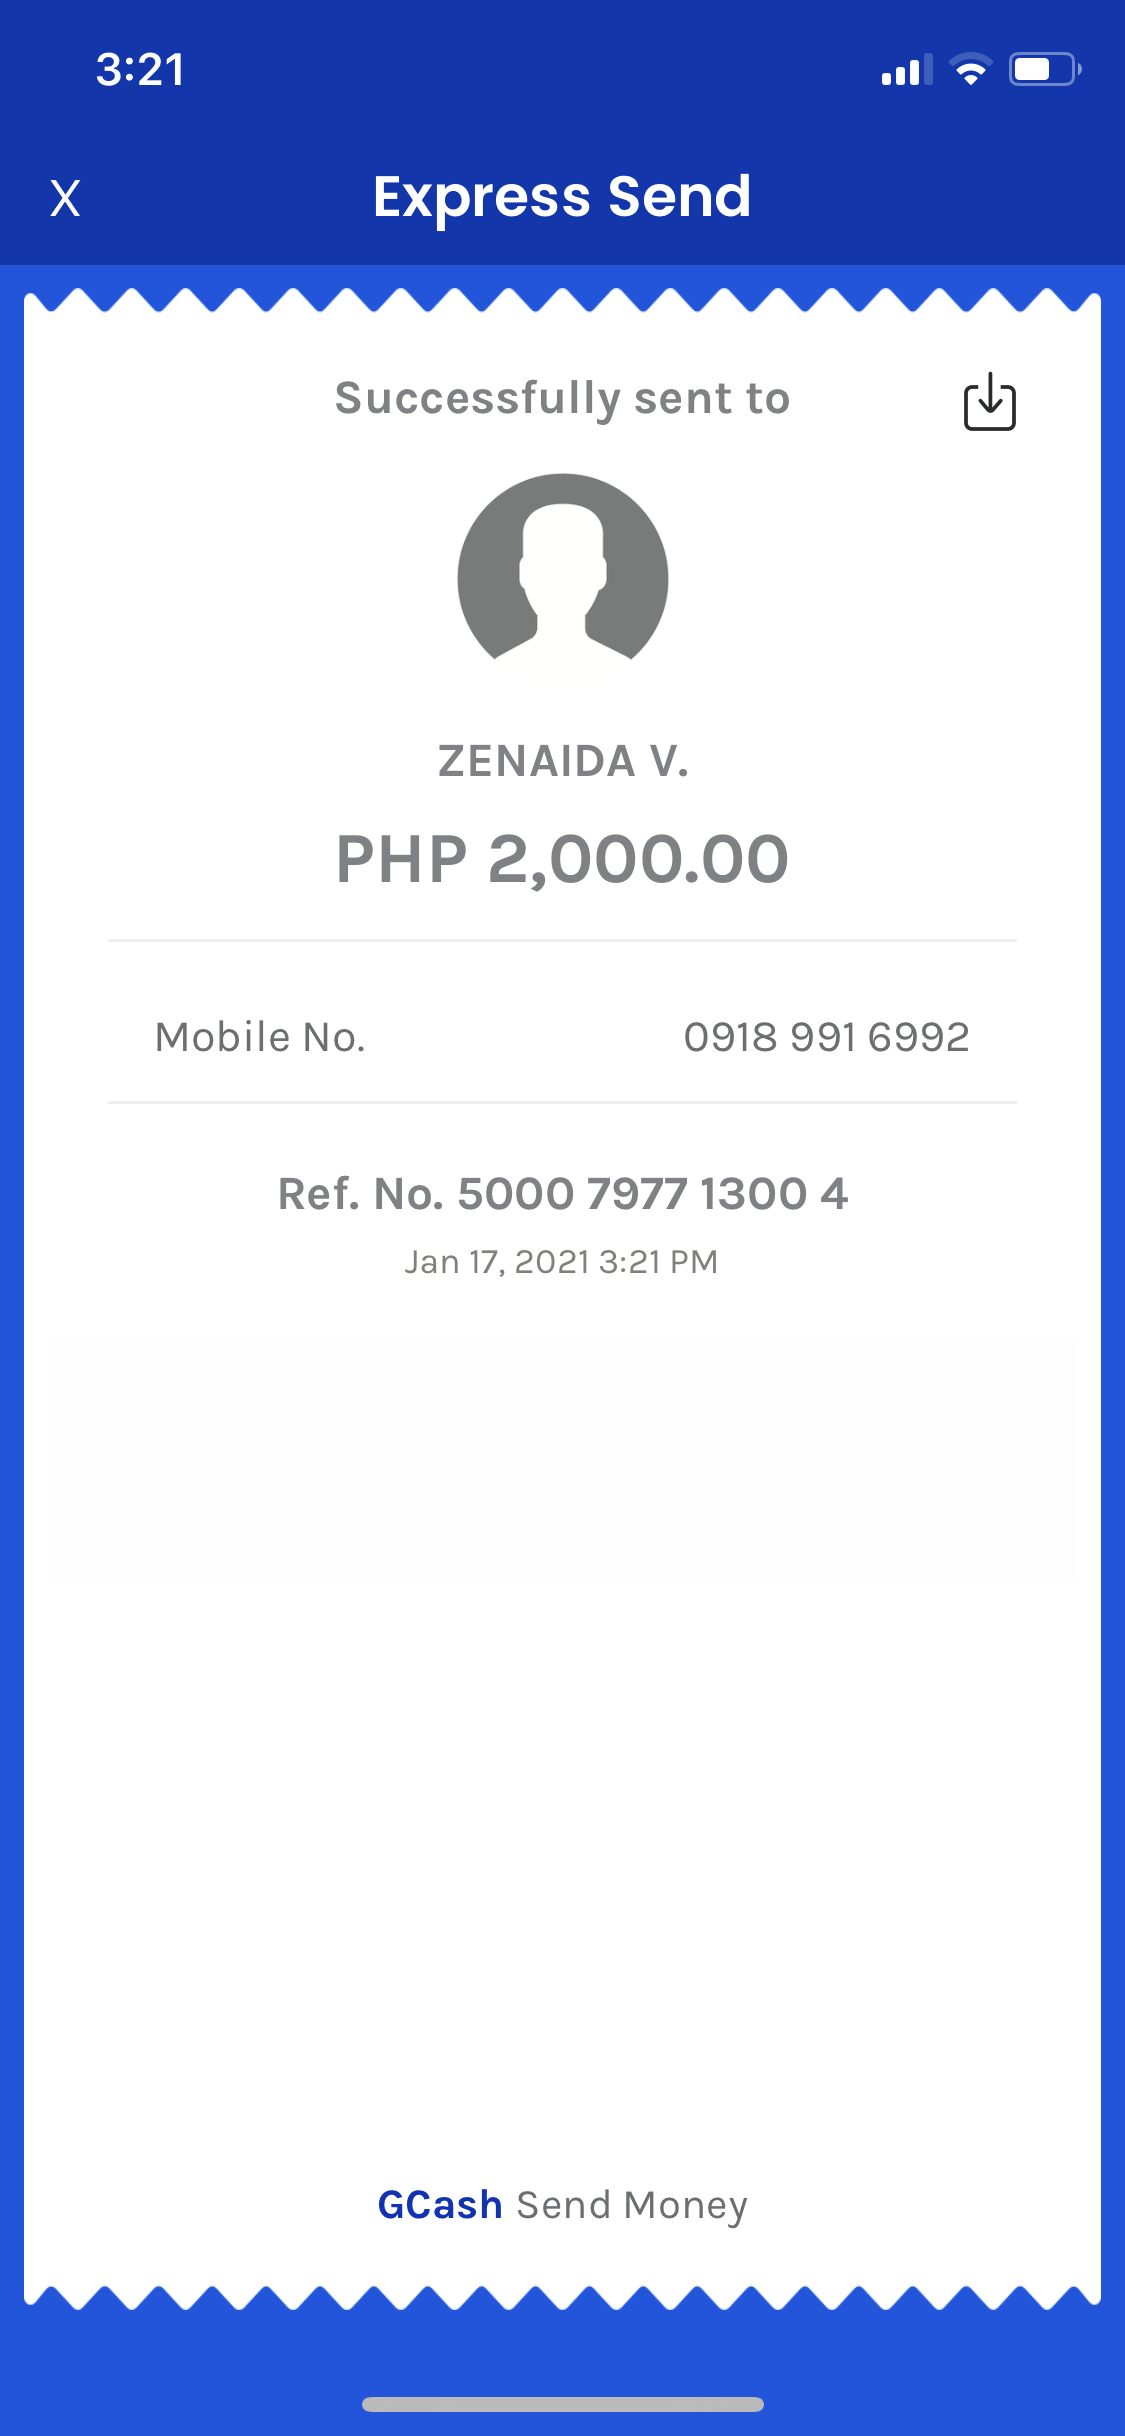 3:21
X Express Send
Successfully sent to
ZENAIDA V.
PHP 2,000.00
Mobile No. 0918 991 6992
Ref. No. 5000 7977 1300 4
Jan 17, 2021 3:21 PM
GCash Send Money